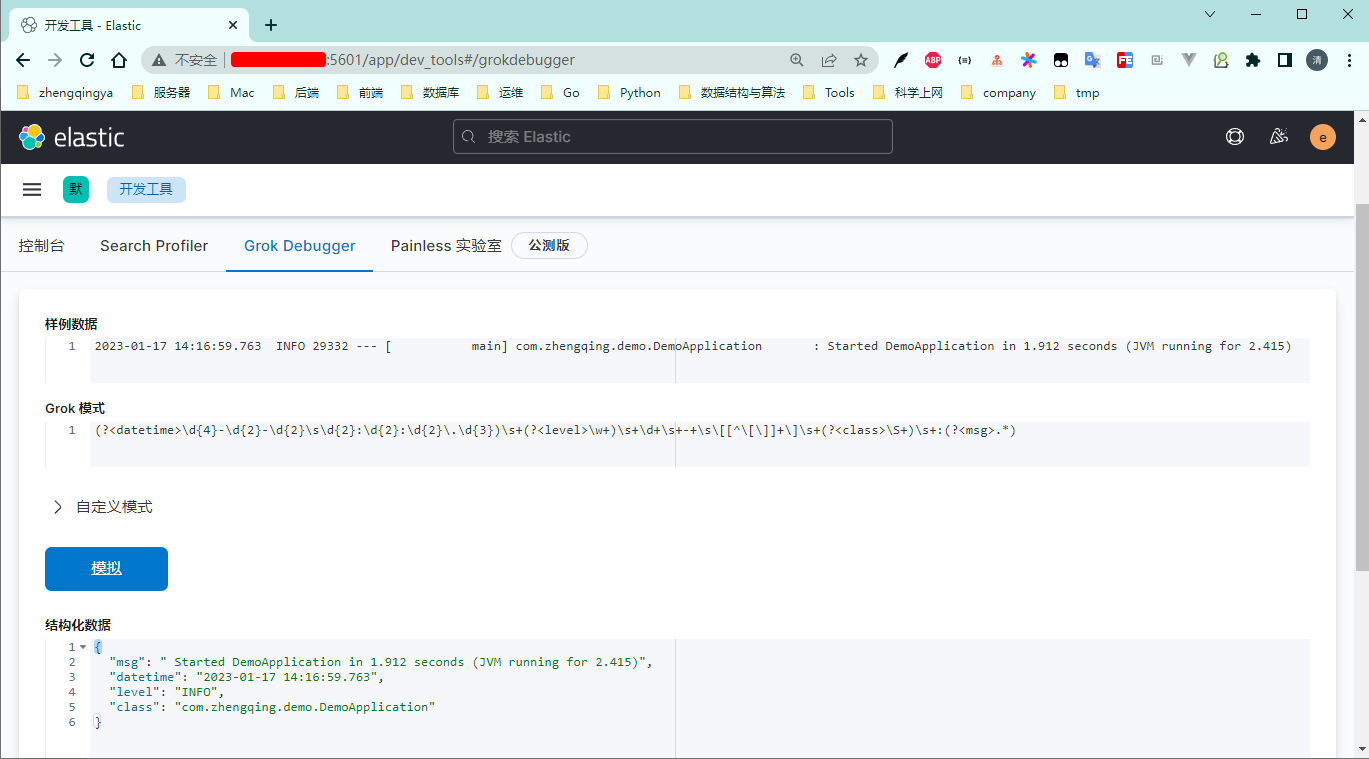 开发工具 - Elastic
不安全 :5601/app/dev_tools#/grokdebugger
ABP
FE
清
zhengqingya 服务器 Mac 后端 前端 数据库 运维 Go Python 数据结构与算法 Tools 科学上网 company tmp
elastic 搜索 Elastic e
默 开发工具
控制台 Search Profiler Grok Debugger Painless 实验室 公测版
样例数据
1 2023-01-17 14:16:59.763  INFO 29332 --- [           main] com.zhengqing.demo.DemoApplication       : Started DemoApplication in 1.912 seconds (JVM running for 2.415)
Grok 模式
1 (?<datetime>\d{4}-\d{2}-\d{2}\s\d{2}:\d{2}:\d{2}\.\d{3})\s+(?<level>\w+)\s+\d+\s+-+\s\[[^\[\]]+\]\s+(?<class>\S+)\s+:(?<msg>.*)
自定义模式
模拟
结构化数据
1 {
2 "msg": " Started DemoApplication in 1.912 seconds (JVM running for 2.415)",
3 "datetime": "2023-01-17 14:16:59.763",
4 "level": "INFO",
5 "class": "com.zhengqing.demo.DemoApplication"
6 }